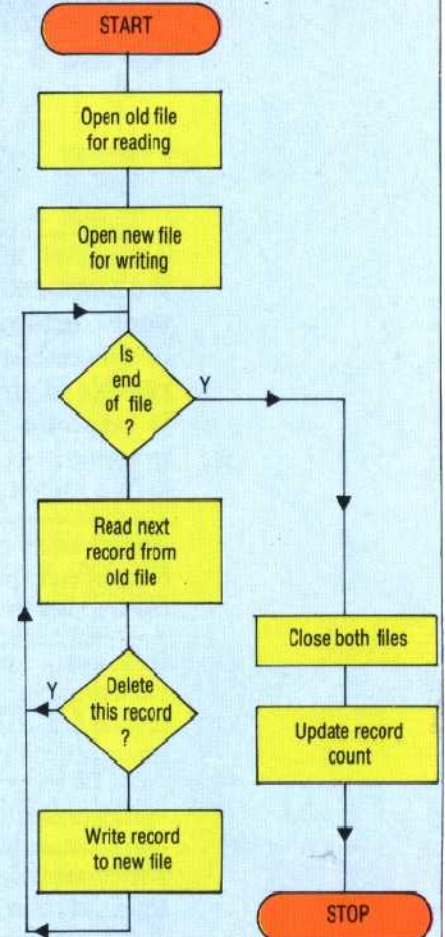 START
Open old file
for reading
Open new file
for writing
Is
end
of file
?
Y
Read next
record from
old file
Delete
this record
?
Y
Write record
to new file
Close both files
Update record
count
STOP